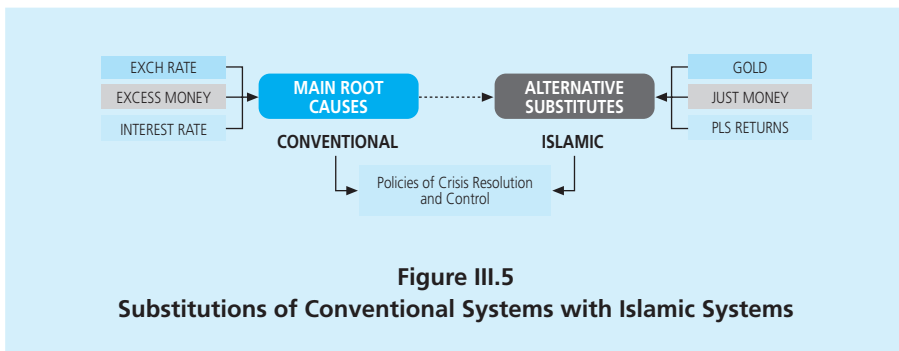 EXCH RATE
EXCESS MONEY
INTEREST RATE
MAIN ROOT
CAUSES
CONVENTIONAL
ALTERNATIVE
SUBSTITUTES
ISLAMIC
GOLD
JUST MONEY
PLS RETURNS
Policies of Crisis Resolution
and Control
Figure III.5
Substitutions of Conventional Systems with Islamic Systems